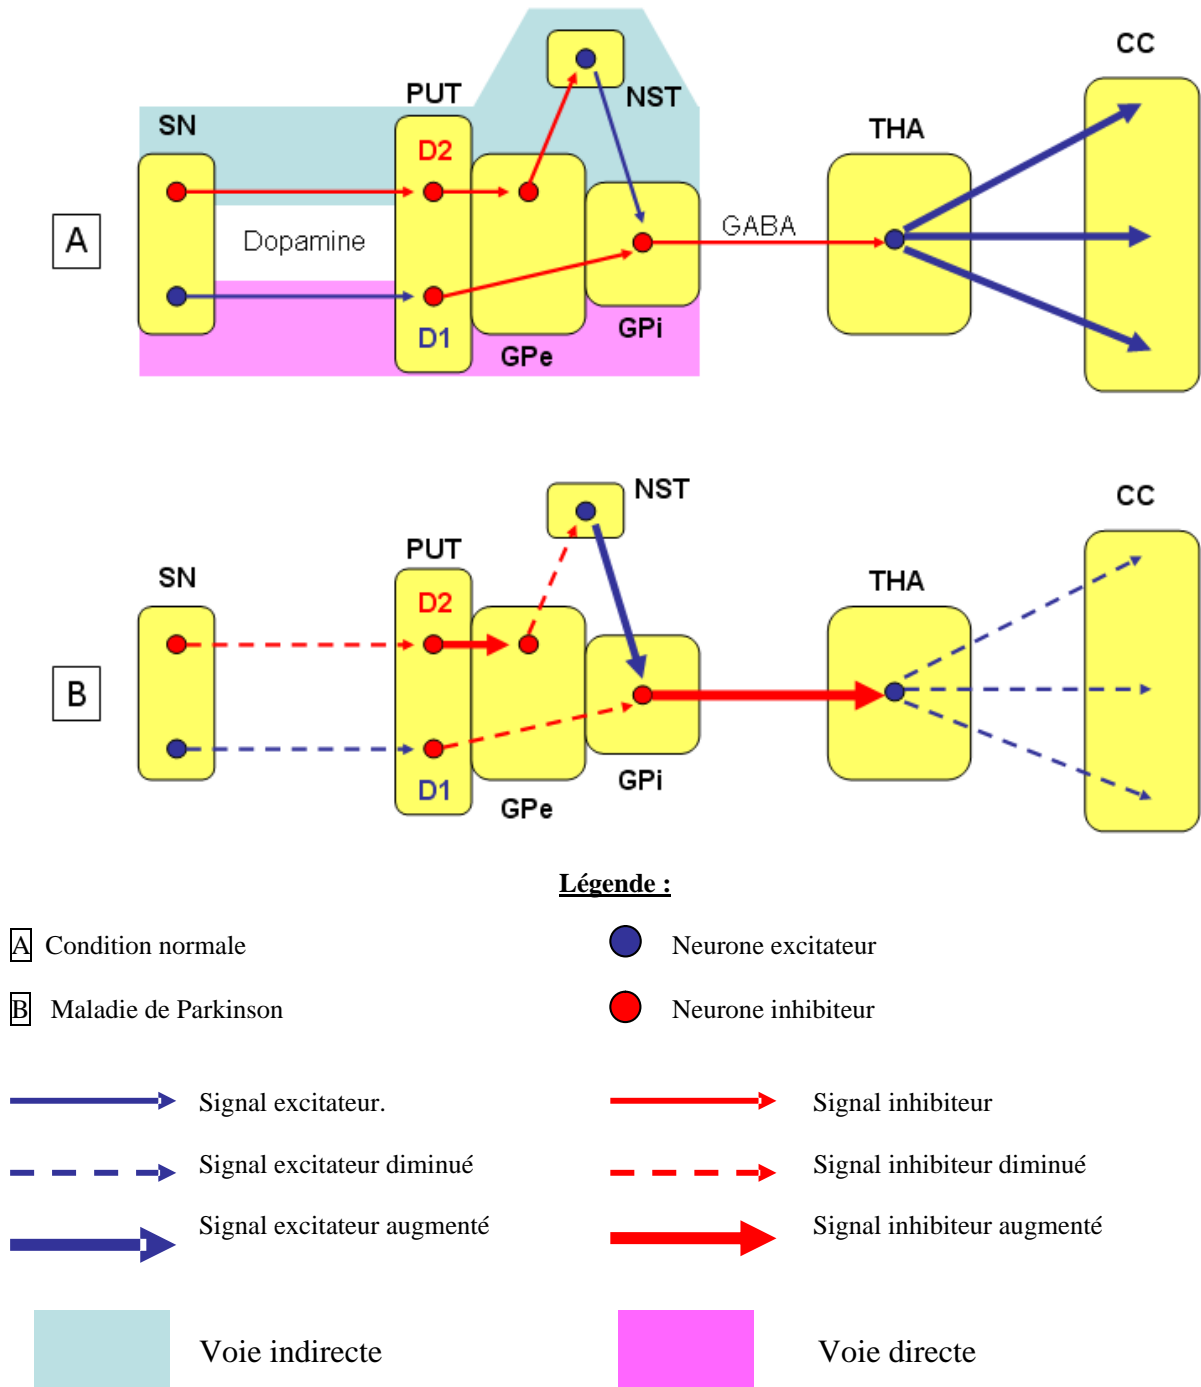 CC
NST
PUT
THA
SN
D2
A
Dopamine
GABA
D1
GPi
GPe
NST
CC
PUT
THA
SN
D2
B
D1
GPi
GPe
Légende :
A Condition normale
Neurone excitateur
B Maladie de Parkinson
Neurone inhibiteur
Signal excitateur.
Signal inhibiteur
Signal excitateur diminué
Signal inhibiteur diminué
Signal excitateur augmenté
Signal inhibiteur augmenté
Voie indirecte
Voie directe